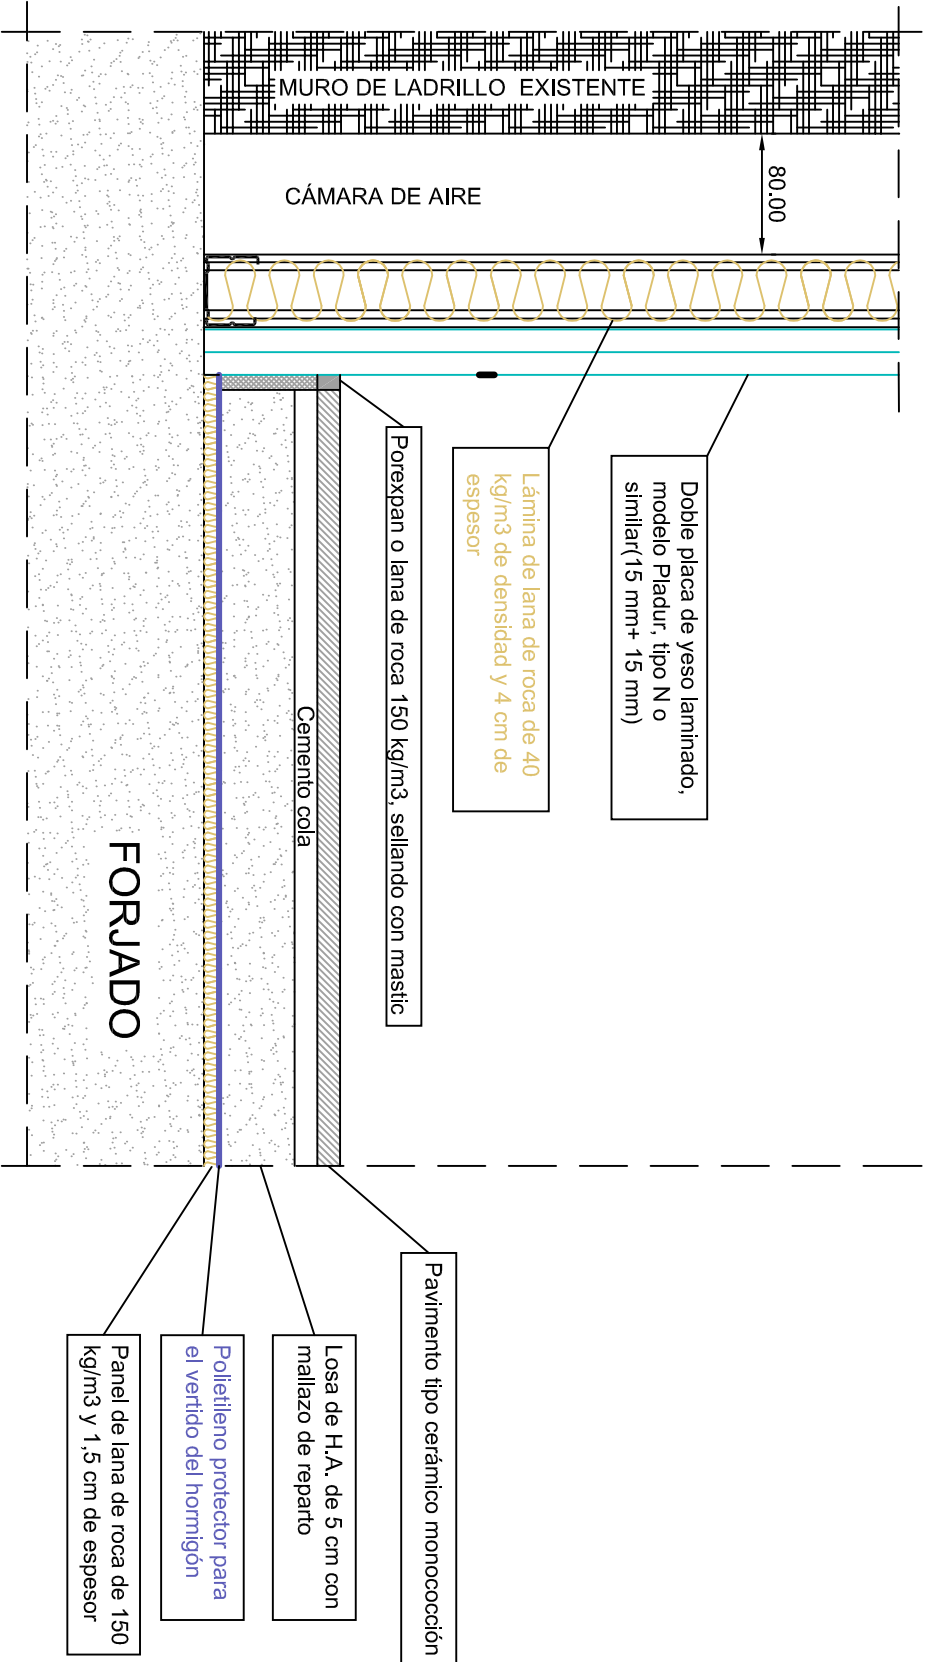 MURO DE LADRILLO EXISTENTE
CÁMARA DE AIRE
80.00
Doble placa de yeso laminado,
modelo Pladur, tipo N o
similar(15 mm+ 15 mm)
Lámina de lana de roca de 40
kg/m3 de densidad y 4 cm de
espesor
Porexpan o lana de roca 150 kg/m3, sellando con mastic
Cemento cola
FORJADO
Pavimento tipo cerámico monococción
Losa de H.A. de 5 cm con
mallazo de reparto
Polietileno protector para
el vertido del hormigón
Panel de lana de roca de 150
kg/m3 y 1,5 cm de espesor